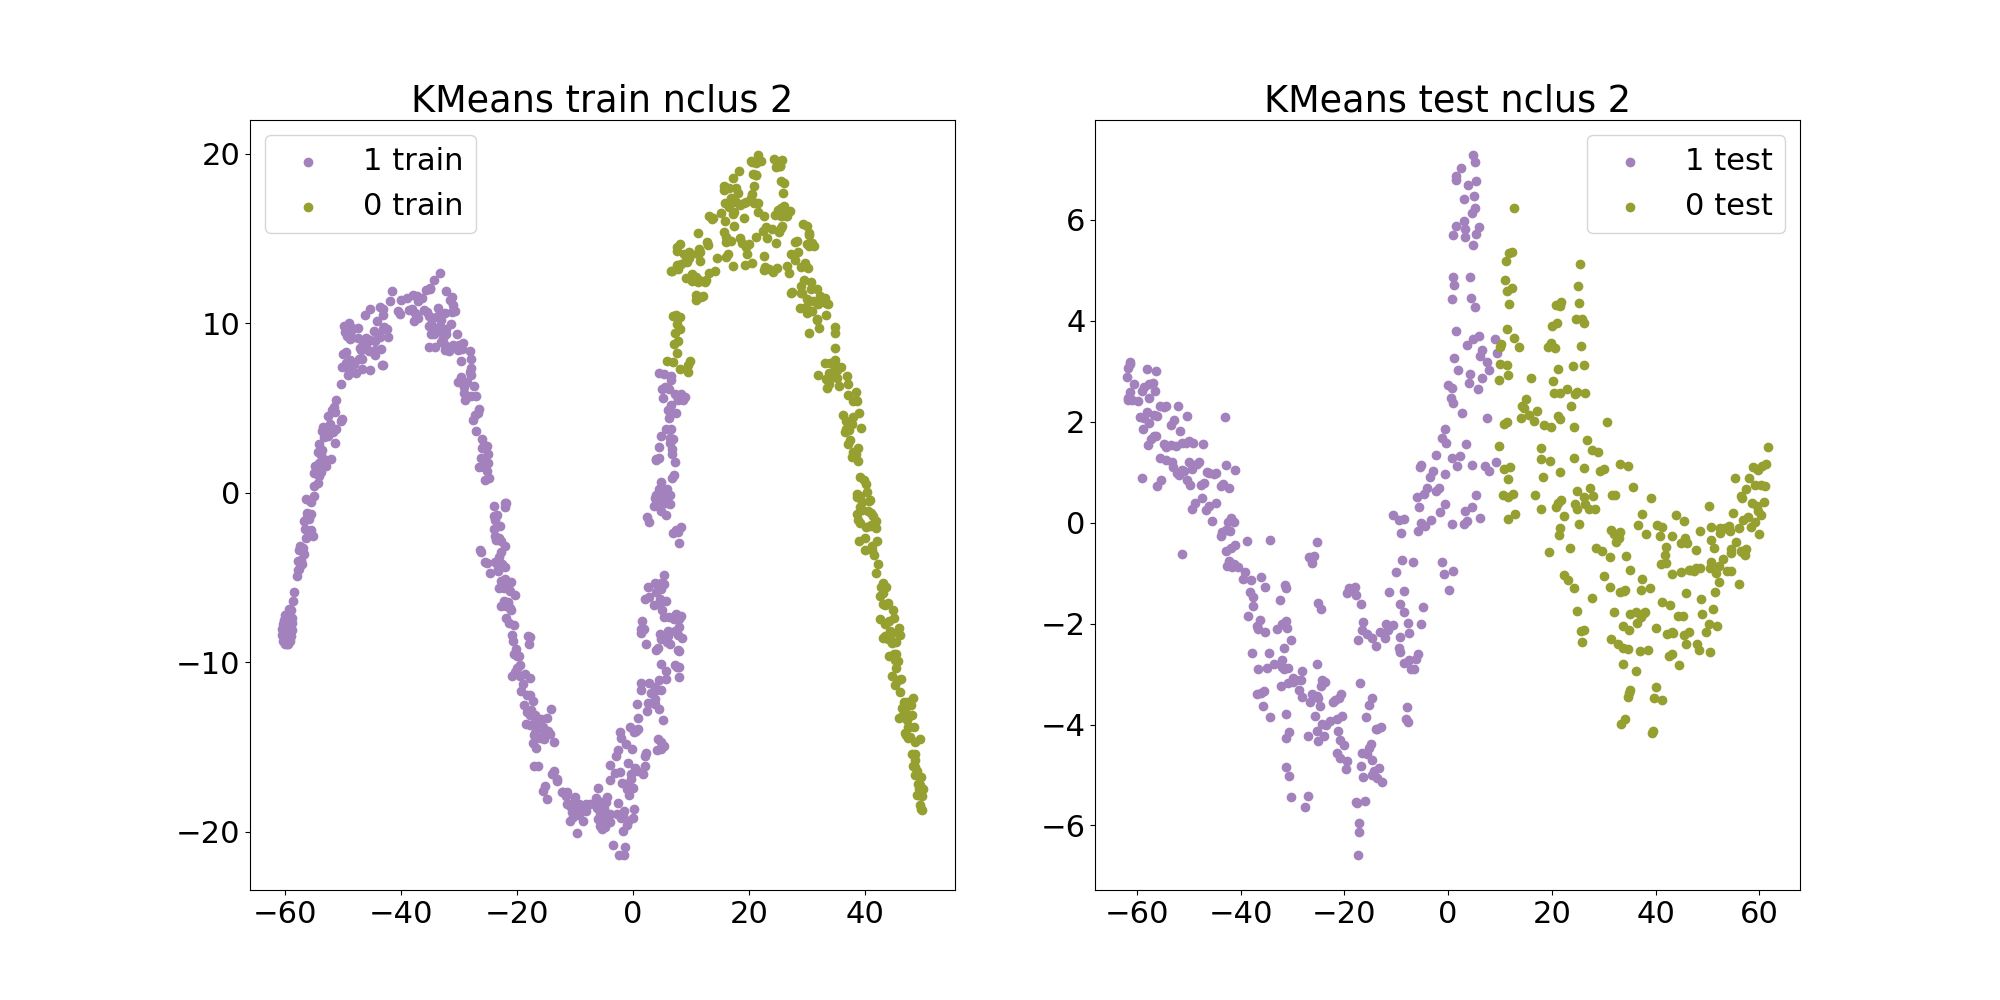 KMeans train nclus 2
1 train
0 train
20
10
0
−10
−20
−60 −40 −20 0 20 40
KMeans test nclus 2
1 test
0 test
6
4
2
0
−2
−4
−6
−60 −40 −20 0 20 40 60